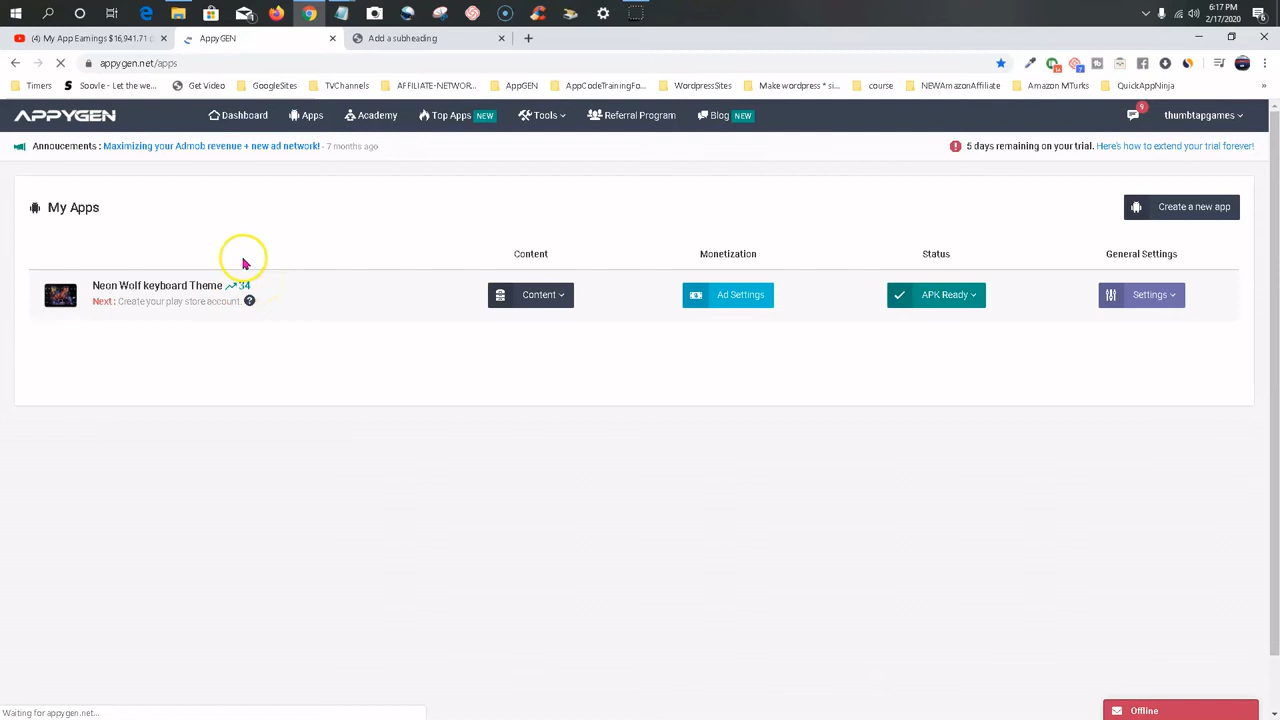 6:17 PM
2/17/2020
(4) My App Earnings $16,941.71 (
AppyGEN
Add a subheading
appygen.net/apps
Timers
Soovle - Let the we...
Get Video
GoogleSites
TVChannels
AFFILIATE-NETWOR...
AppGEN
AppCodeTrainingFo...
WordpressSites
Make wordpress * si...
course
NEWAmazonAffiliate
Amazon MTurks
QuickAppNinja
APPYGEN
Dashboard
Apps
Academy
Top Apps NEW
Tools
Referral Program
Blog NEW
9
thumbtapgames
Annoucements : Maximizing your Admob revenue + new ad network! - 7 months ago
5 days remaining on your trial. Here's how to extend your trial forever!
My Apps
Create a new app
Content
Monetization
Status
General Settings
Neon Wolf keyboard Theme 34
Next : Create your play store account.
Content
Ad Settings
APK Ready
Settings
Waiting for appygen.net...
Offline